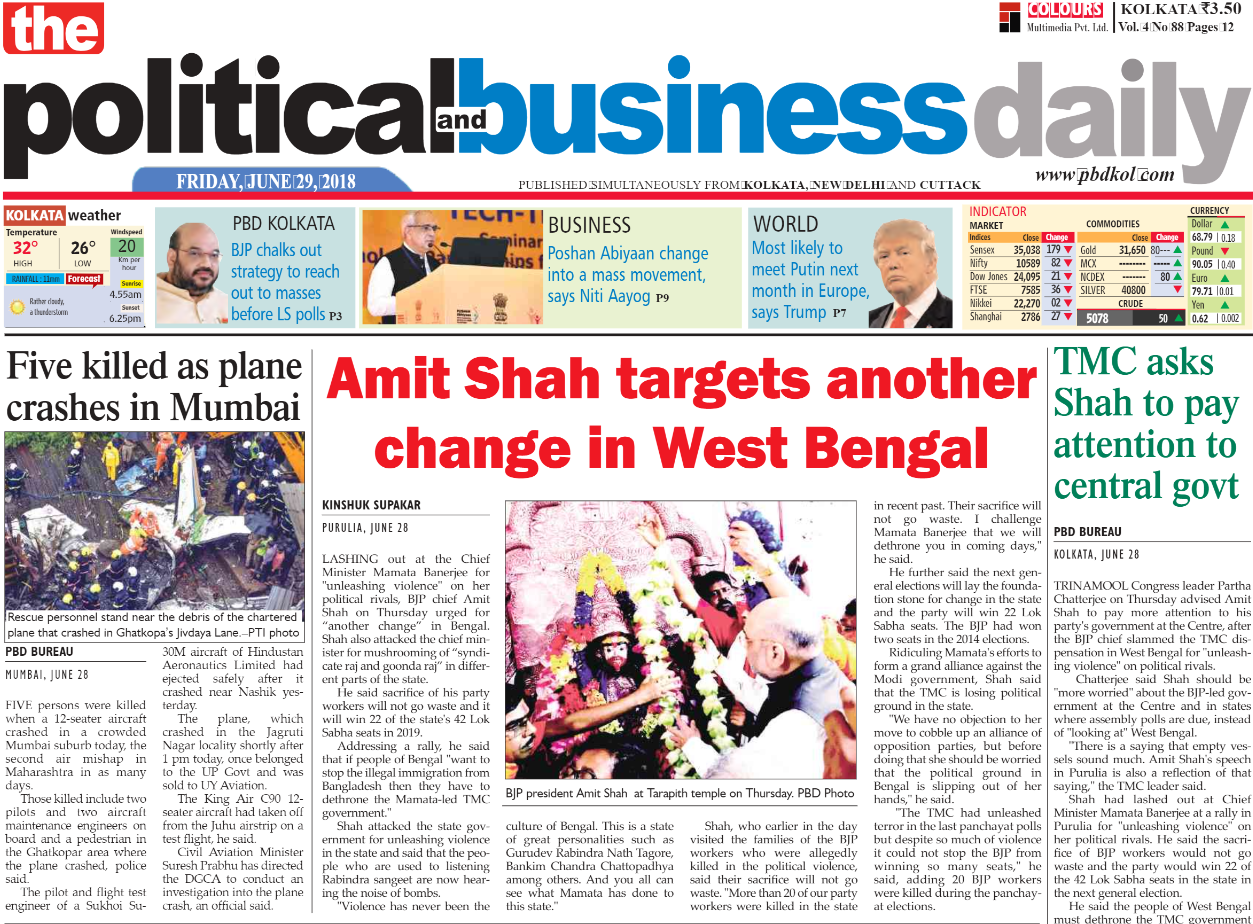 the
COLOURS
Multimedia Pvt. Ltd.
KOLKATA ₹3.50
Vol. 4 No 88 Pages 12
political and business daily
FRIDAY, JUNE 29, 2018
PUBLISHED SIMULTANEOUSLY FROM KOLKATA, NEW DELHI AND CUTTACK
www.pbdkol.com
KOLKATA weather
Temperature
32°
HIGH
26°
LOW
Windspeed
20
Km per
hour
RAINFALL : 11mm
Forecast
Rather cloudy,
a thunderstorm
Sunrise
4.55am
Sunset
6.25pm
PBD KOLKATA
BJP chalks out
strategy to reach
out to masses
before LS polls P3
TECH-T
Seminar
BUSINESS
Poshan Abiyaan change
into a mass movement,
says Niti Aayog P9
WORLD
Most likely to
meet Putin next
month in Europe,
says Trump P7
INDICATOR
MARKET
Indices Close Change
Sensex 35,038 179 ▼
Nifty 10589 82 ▼
Dow Jones 24,095 21 ▼
FTSE 7585 36 ▼
Nikkei 22,270 02 ▼
Shanghai 2786 27 ▼
COMMODITIES
Close Change
Gold 31,650 80--- ▲
MCX -------- ----- ▲
NCDEX ------- 80 ▲
SILVER 40800 ▼
CRUDE
5078 50 ▲
CURRENCY
Dollar ▲
68.79 0.18
Pound ▼
90.05 0.40
Euro ▲
79.71 0.01
Yen ▲
0.62 0.002
Five killed as plane
crashes in Mumbai
Rescue personnel stand near the debris of the chartered
plane that crashed in Ghatkopa's Jivdaya Lane.–PTI photo
PBD BUREAU
MUMBAI, JUNE 28
FIVE persons were killed
when a 12-seater aircraft
crashed in a crowded
Mumbai suburb today, the
second air mishap in
Maharashtra in as many
days.
Those killed include two
pilots and two aircraft
maintenance engineers on
board and a pedestrian in
the Ghatkopar area where
the plane crashed, police
said.
The pilot and flight test
engineer of a Sukhoi Su-
30M aircraft of Hindustan
Aeronautics Limited had
ejected safely after it
crashed near Nashik yes-
terday.
The plane, which
crashed in the Jagruti
Nagar locality shortly after
1 pm today, once belonged
to the UP Govt and was
sold to UY Aviation.
The King Air C90 12-
seater aircraft had taken off
from the Juhu airstrip on a
test flight, he said.
Civil Aviation Minister
Suresh Prabhu has directed
the DGCA to conduct an
investigation into the plane
crash, an official said.
Amit Shah targets another
change in West Bengal
KINSHUK SUPAKAR
PURULIA, JUNE 28
LASHING out at the Chief
Minister Mamata Banerjee for
"unleashing violence" on her
political rivals, BJP chief Amit
Shah on Thursday urged for
“another change” in Bengal.
Shah also attacked the chief min-
ister for mushrooming of “syndi-
cate raj and goonda raj” in differ-
ent parts of the state.
He said sacrifice of his party
workers will not go waste and it
will win 22 of the state's 42 Lok
Sabha seats in 2019.
Addressing a rally, he said
that if people of Bengal "want to
stop the illegal immigration from
Bangladesh then they have to
dethrone the Mamata-led TMC
government."
Shah attacked the state gov-
ernment for unleashing violence
in the state and said that the peo-
ple who are used to listening
Rabindra sangeet are now hear-
ing the noise of bombs.
"Violence has never been the
BJP president Amit Shah at Tarapith temple on Thursday. PBD Photo
culture of Bengal. This is a state
of great personalities such as
Gurudev Rabindra Nath Tagore,
Bankim Chandra Chattopadhya
among others. And you all can
see what Mamata has done to
this state."
Shah, who earlier in the day
visited the families of the BJP
workers who were allegedly
killed in the political violence,
said their sacrifice will not go
waste. "More than 20 of our party
workers were killed in the state
in recent past. Their sacrifice will
not go waste. I challenge
Mamata Banerjee that we will
dethrone you in coming days,"
he said.
He further said the next gen-
eral elections will lay the founda-
tion stone for change in the state
and the party will win 22 Lok
Sabha seats. The BJP had won
two seats in the 2014 elections.
Ridiculing Mamata's efforts to
form a grand alliance against the
Modi government, Shah said
that the TMC is losing political
ground in the state.
"We have no objection to her
move to cobble up an alliance of
opposition parties, but before
doing that she should be worried
that the political ground in
Bengal is slipping out of her
hands," he said.
"The TMC had unleashed
terror in the last panchayat polls
but despite so much of violence
it could not stop the BJP from
winning so many seats," he
said, adding 20 BJP workers
were killed during the panchay-
at elections.
TMC asks
Shah to pay
attention to
central govt
PBD BUREAU
KOLKATA, JUNE 28
TRINAMOOL Congress leader Partha
Chatterjee on Thursday advised Amit
Shah to pay more attention to his
party's government at the Centre, after
the BJP chief slammed the TMC dis-
pensation in West Bengal for "unleash-
ing violence" on political rivals.
Chatterjee said Shah should be
"more worried" about the BJP-led gov-
ernment at the Centre and in states
where assembly polls are due, instead
of "looking at" West Bengal.
"There is a saying that empty ves-
sels sound much. Amit Shah's speech
in Purulia is also a reflection of that
saying," the TMC leader said.
Shah had lashed out at Chief
Minister Mamata Banerjee at a rally in
Purulia for "unleashing violence" on
her political rivals. He said the sacri-
fice of BJP workers would not go
waste and the party would win 22 of
the 42 Lok Sabha seats in the state in
the next general election.
He said the people of West Bengal
must dethrone the TMC government